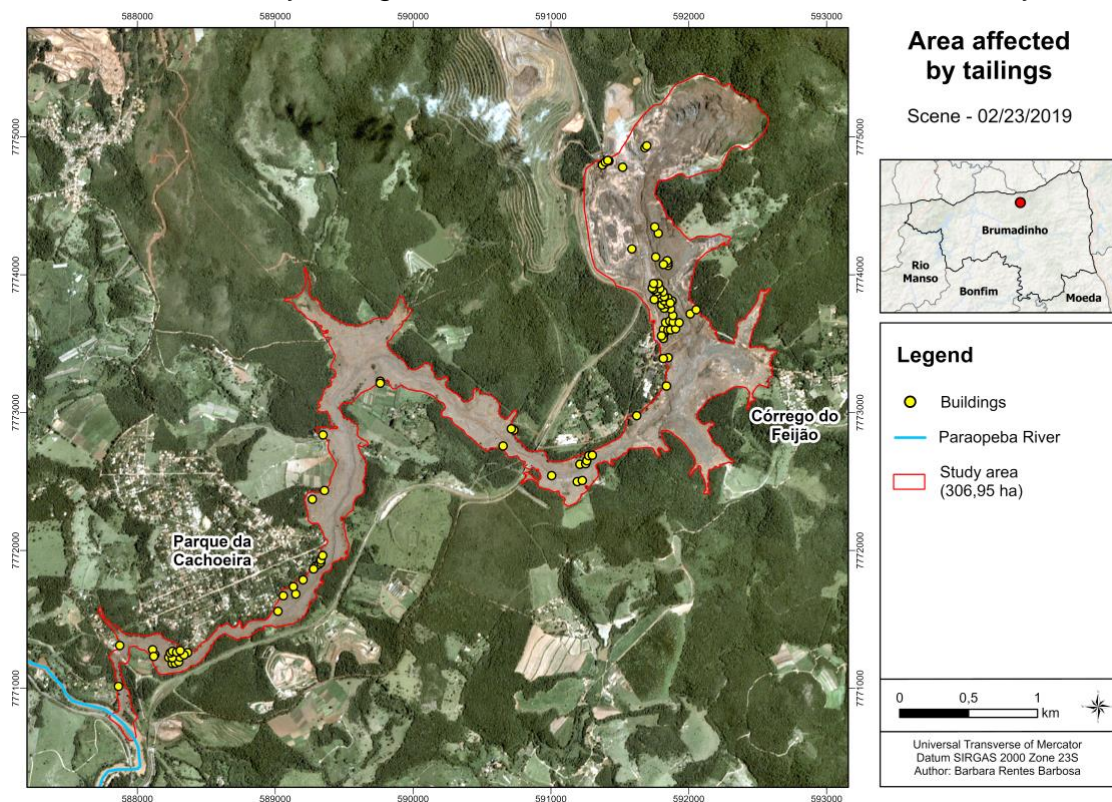 588000
589000
590000
591000
592000
593000
7775000
7774000
7773000
7772000
7771000
7775000
7774000
7773000
7772000
7771000
588000
589000
590000
591000
592000
593000
Córrego do
Feijão
Parque da
Cachoeira
Area affected
by tailings
Scene - 02/23/2019
Brumadinho
Rio
Manso
Bonfim
Moeda
Legend
Buildings
Paraopeba River
Study area
(306,95 ha)
0 0,5 1
km
Universal Transverse of Mercator
Datum SIRGAS 2000 Zone 23S
Author: Barbara Rentes Barbosa